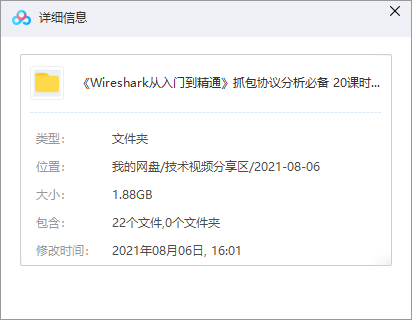 详细信息
《Wireshark从入门到精通》抓包协议分析必备 20课时...
类型： 文件夹
位置： 我的网盘/技术视频分享区/2021-08-06
大小： 1.88GB
包含： 22个文件,0个文件夹
修改时间： 2021年08月06日, 16:01